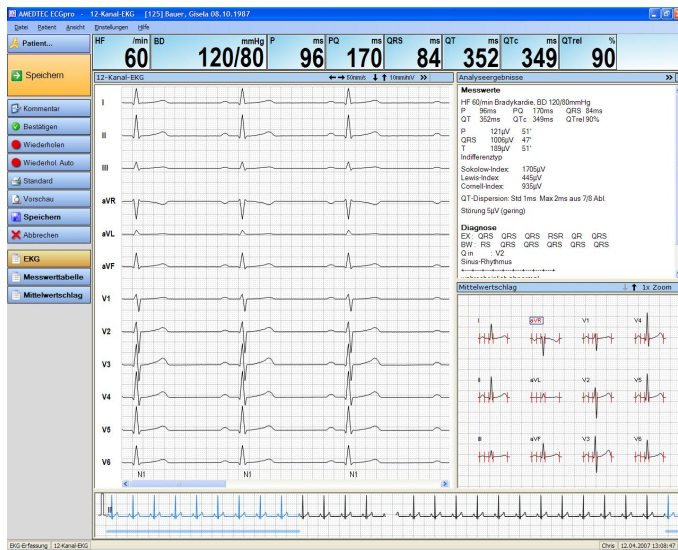 AMEDTEC ECGpro - 12-Kanal-EKG [125] Bauer, Gisela 08.10.1987
Datei Patient Ansicht Einstellungen Hilfe
Patient...
Speichern
Kommentar
Bestätigen
Wiederholen
Wiederhol. Auto
Standard
Vorschau
Speichern
Abbrechen
EKG
Messwerttabelle
Mittelwertschlag
HF /min BD mmHg P ms PQ ms QRS ms QT ms QTc ms QTrel %
60 120/80 96 170 84 352 349 90
12-Kanal-EKG 50mm/s 10mm/mV
I
II
III
aVR
aVL
aVF
V1
V2
V3
V4
V5
V6
N1 N1 N1
Analyseergebnisse
Messwerte
HF 60/min Bradykardie, BD 120/80mmHg
P 96ms PQ 170ms QRS 84ms
QT 352ms QTc 349ms QTrel 90%
P 121µV 51°
QRS 1006µV 47°
T 189µV 51°
Indifferenztyp
Sokolow-Index: 1705µV
Lewis-Index: 445µV
Cornell-Index: 935µV
QT-Dispersion: Std 1ms Max 2ms aus 7/8 Abl.
Störung 5µV (gering)
Diagnose
EX: QRS QRS QRS RSR QR QRS
BW: RS QRS QRS QRS QRS QRS
Q in : V2
Sinus-Rhythmus
Mittelwertschlag 1x Zoom
I aVR V1 V4
II aVL V2 V5
III aVF V3 V6
II
EKG-Erfassung 12-Kanal-EKG
Chris 12.04.2007 13:08:47